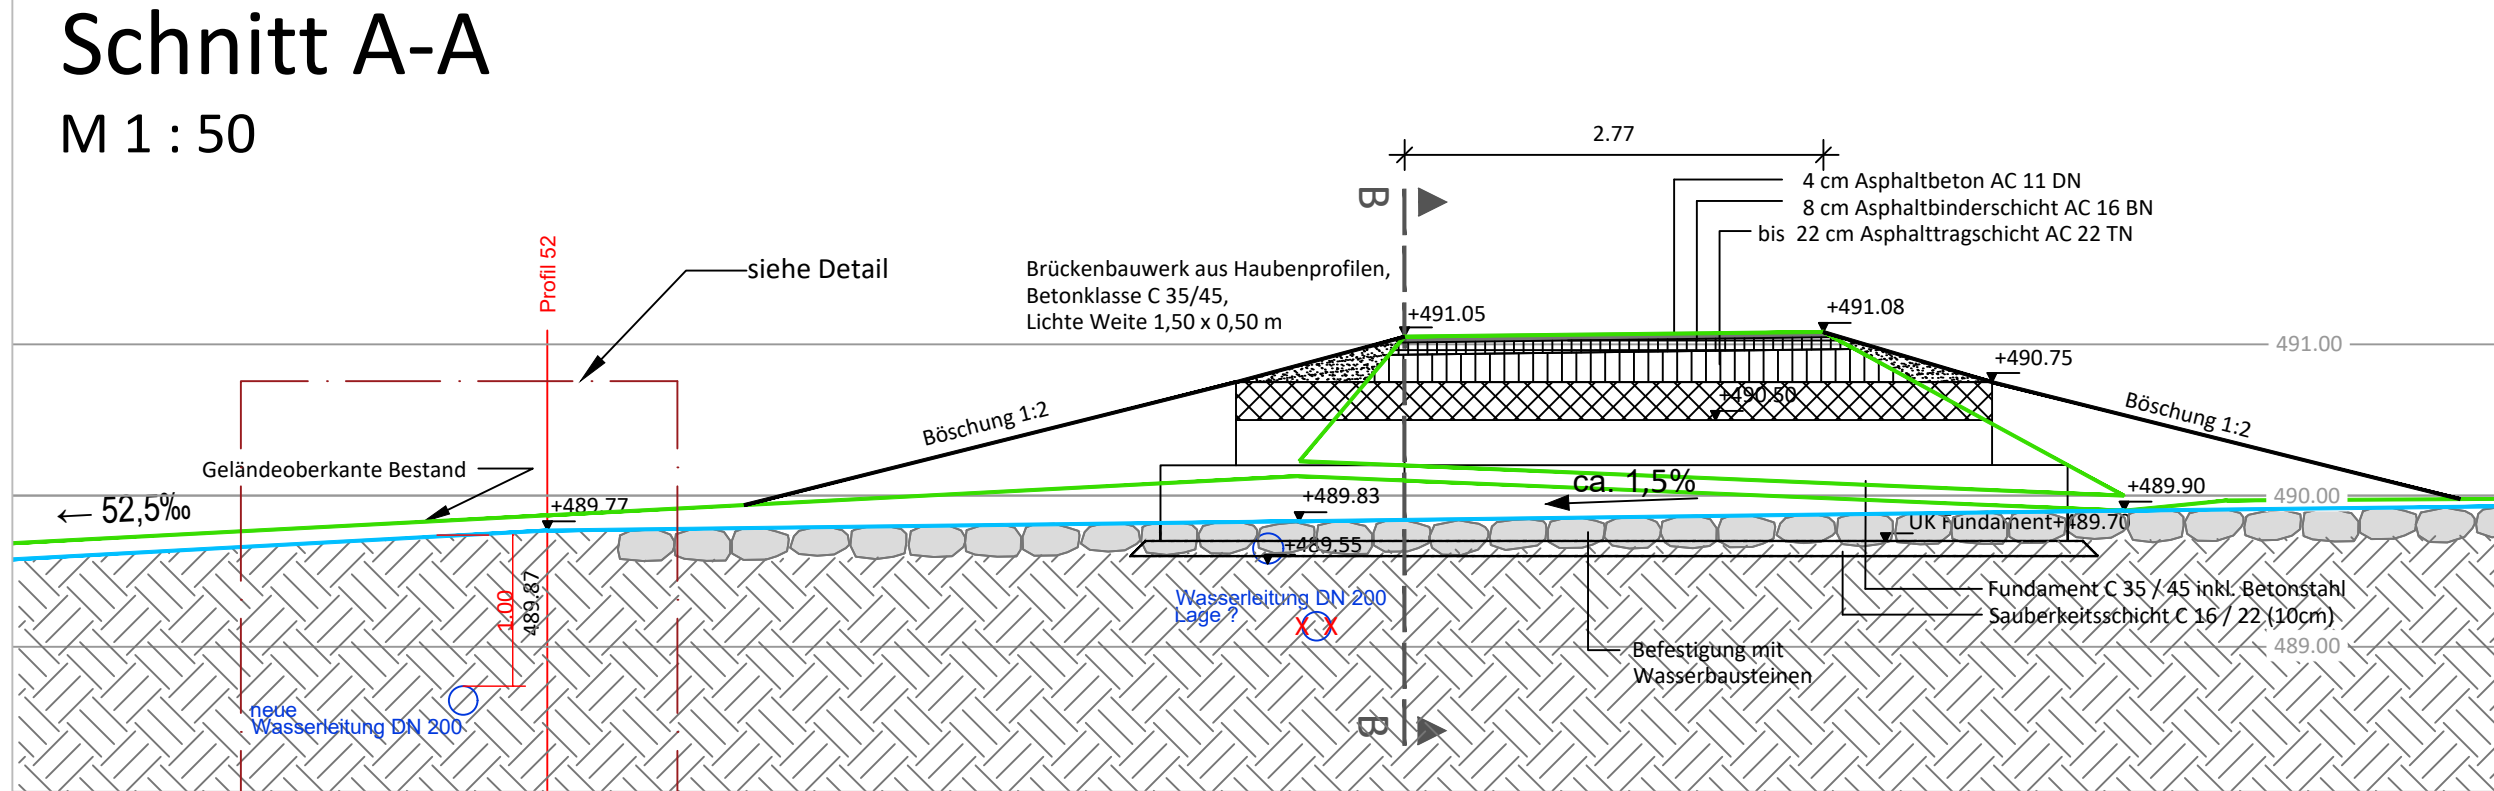 Schnitt A-A
M 1 : 50
2.77
B
4 cm Asphaltbeton AC 11 DN
8 cm Asphaltbinderschicht AC 16 BN
bis 22 cm Asphalttragschicht AC 22 TN
Profil 52
siehe Detail
Brückenbauwerk aus Haubenprofilen,
Betonklasse C 35/45,
Lichte Weite 1,50 x 0,50 m
+491.05
+491.08
491.00
+490.75
+490.50
Böschung 1:2
Böschung 1:2
Geländeoberkante Bestand
← 52,5‰
+489.77
+489.83
ca. 1,5%
+489.90
490.00
UK Fundament+489.70
+489.55
1.00
489.87
Wasserleitung DN 200
Lage ?
X X
Fundament C 35 / 45 inkl. Betonstahl
Sauberkeitsschicht C 16 / 22 (10cm)
489.00
Befestigung mit
Wasserbausteinen
neue
Wasserleitung DN 200
B